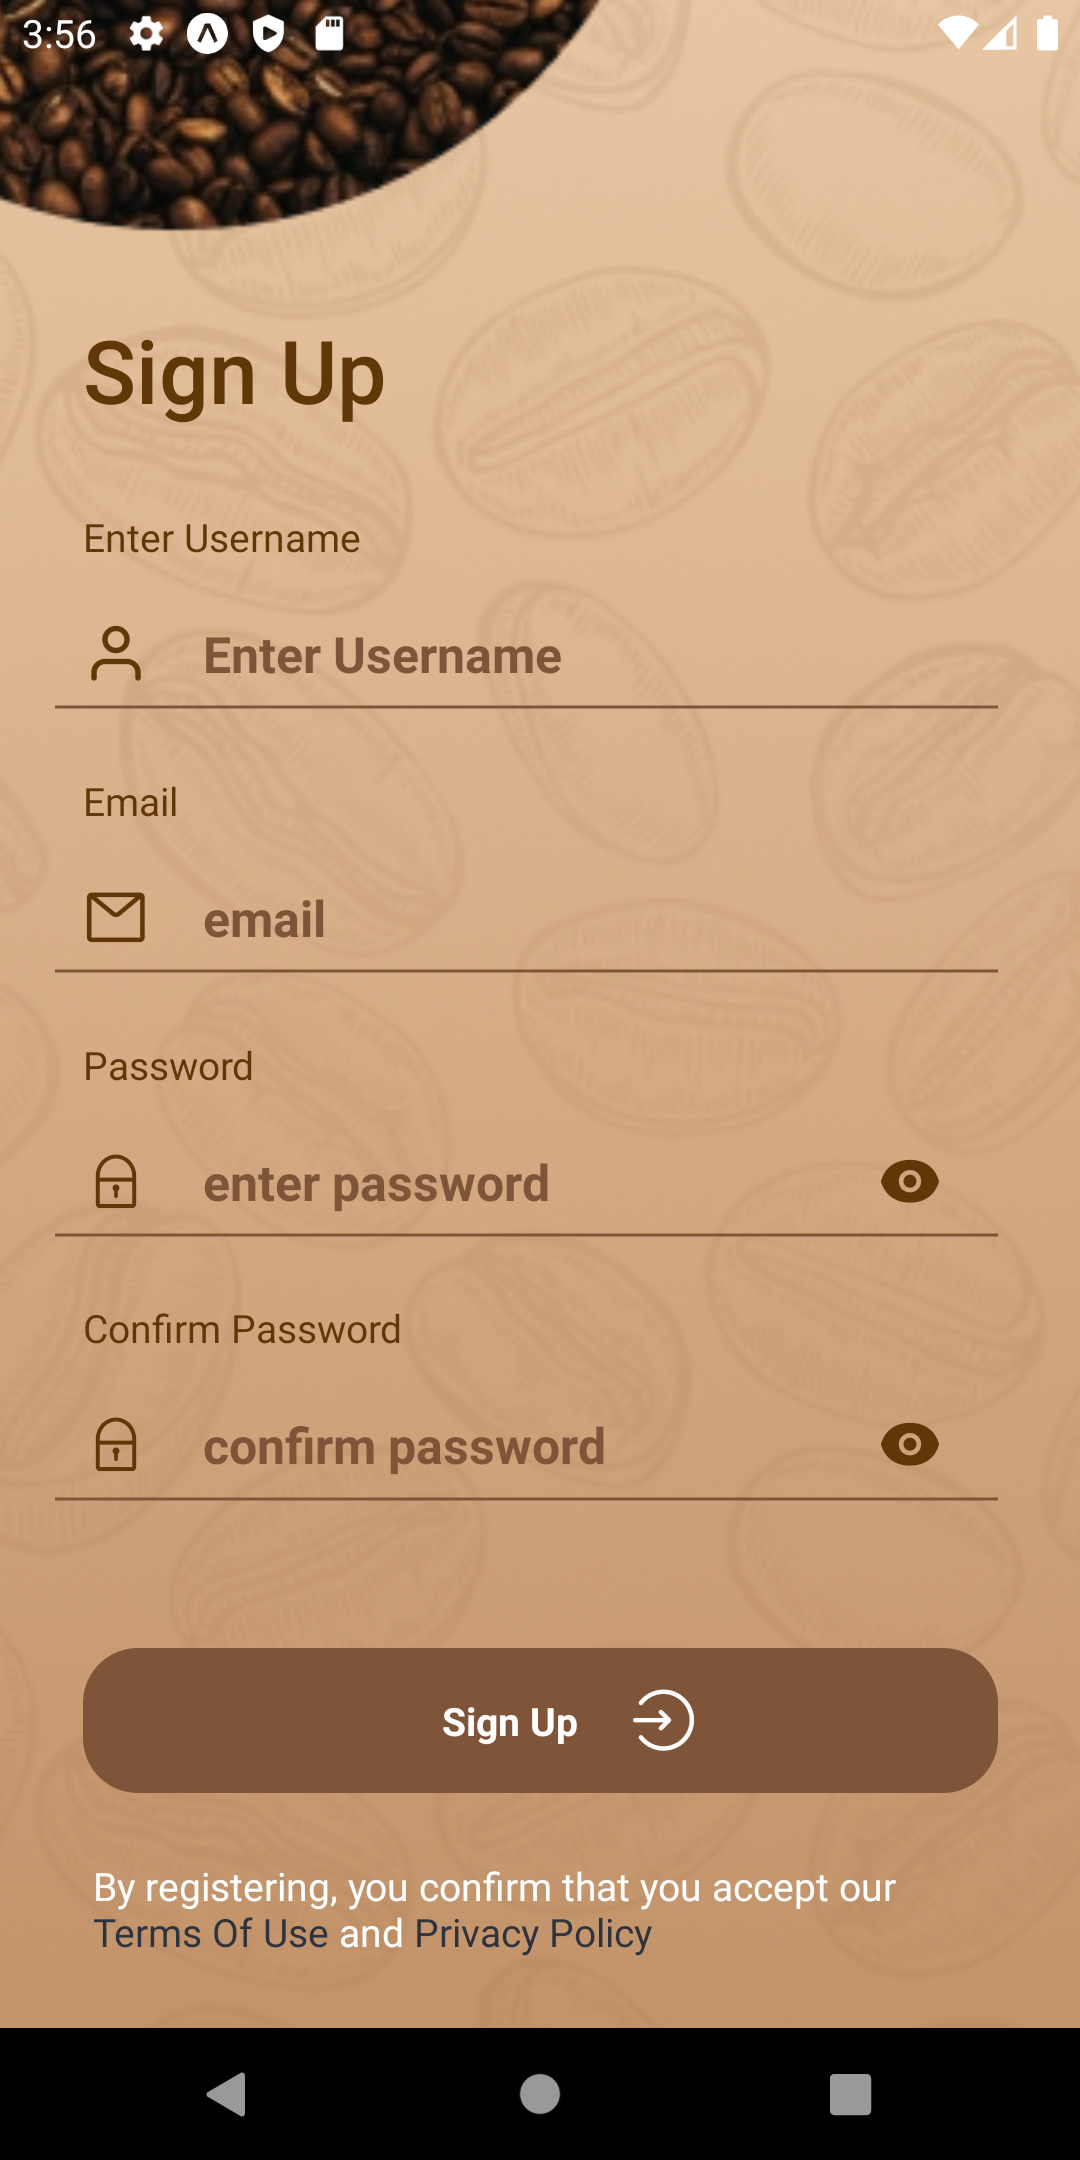 3:56
Sign Up
Enter Username
Enter Username
Email
email
Password
enter password
Confirm Password
confirm password
Sign Up
By registering, you confirm that you accept our
Terms Of Use and Privacy Policy